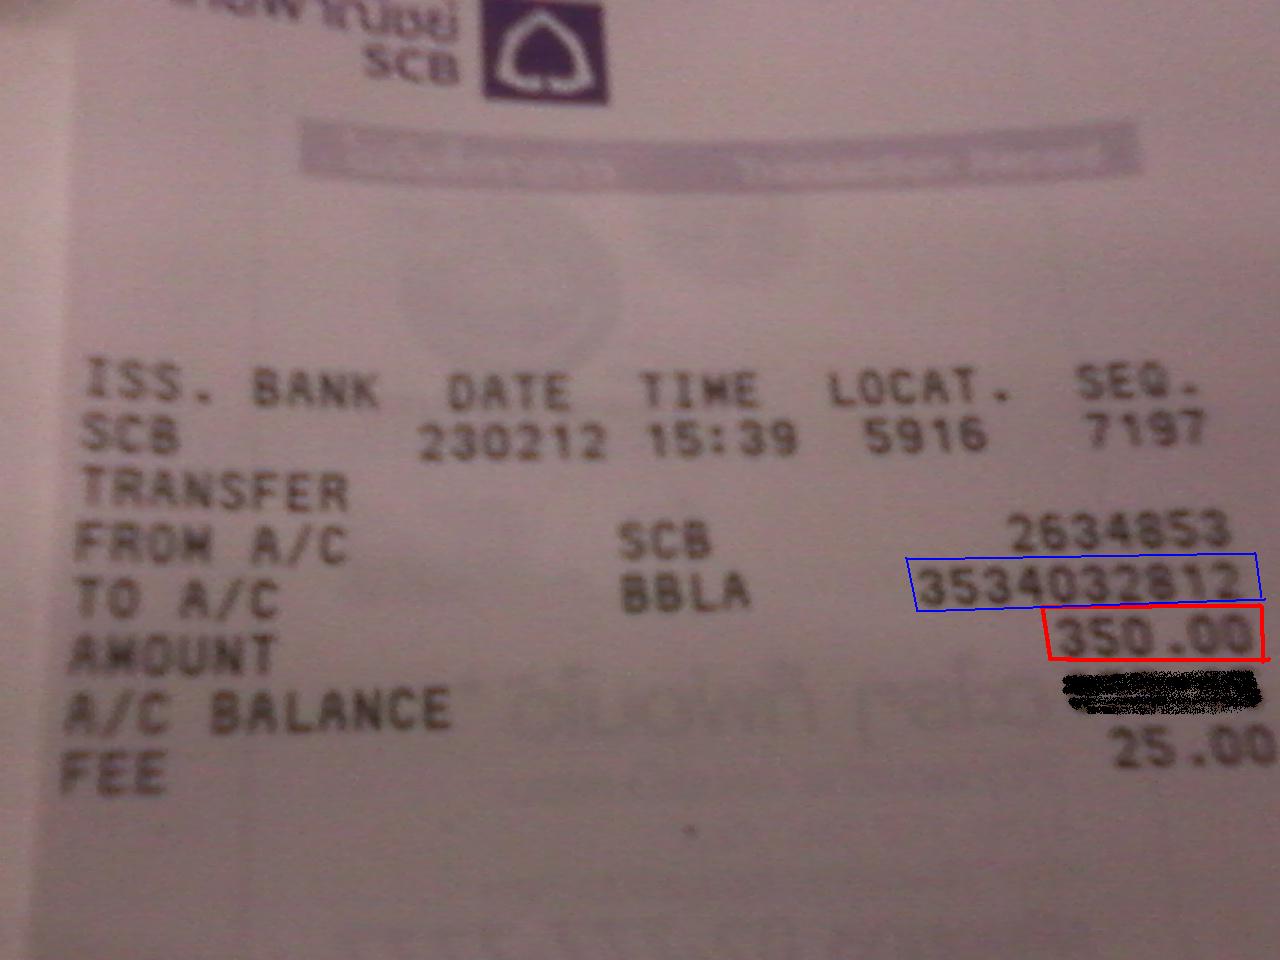 SCB
ISS. BANK DATE TIME LOCAT. SEQ.
SCB 230212 15:39 5916 7197
TRANSFER
FROM A/C SCB 2634853
TO A/C BBLA 3534032812
AMOUNT 350.00
A/C BALANCE
FEE 25.00